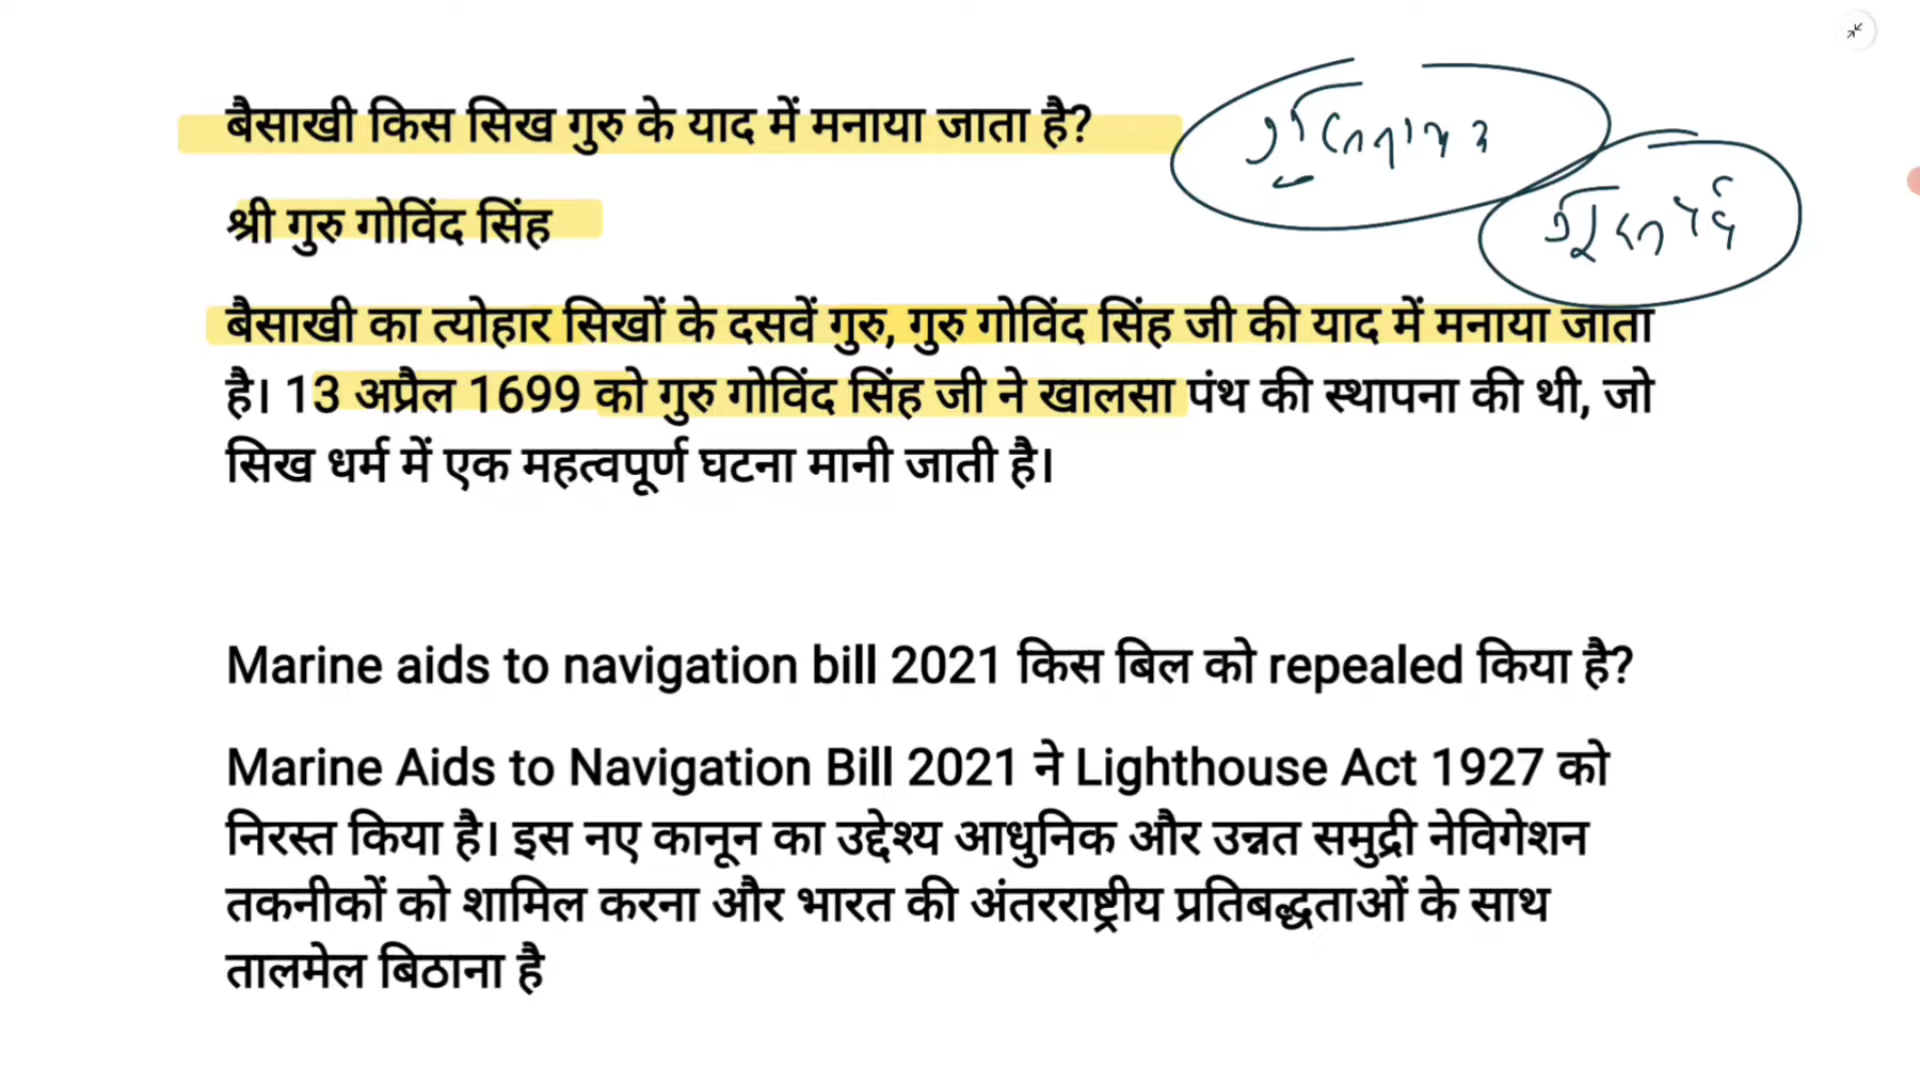 बैसाखी किस सिख गुरु के याद में मनाया जाता है?
श्री गुरु गोविंद सिंह
बैसाखी का त्योहार सिखों के दसवें गुरु, गुरु गोविंद सिंह जी की याद में मनाया जाता
है। 13 अप्रैल 1699 को गुरु गोविंद सिंह जी ने खालसा पंथ की स्थापना की थी, जो
सिख धर्म में एक महत्वपूर्ण घटना मानी जाती है।
Marine aids to navigation bill 2021 किस बिल को repealed किया है?
Marine Aids to Navigation Bill 2021 ने Lighthouse Act 1927 को
निरस्त किया है। इस नए कानून का उद्देश्य आधुनिक और उन्नत समुद्री नेविगेशन
तकनीकों को शामिल करना और भारत की अंतरराष्ट्रीय प्रतिबद्धताओं के साथ
तालमेल बिठाना है